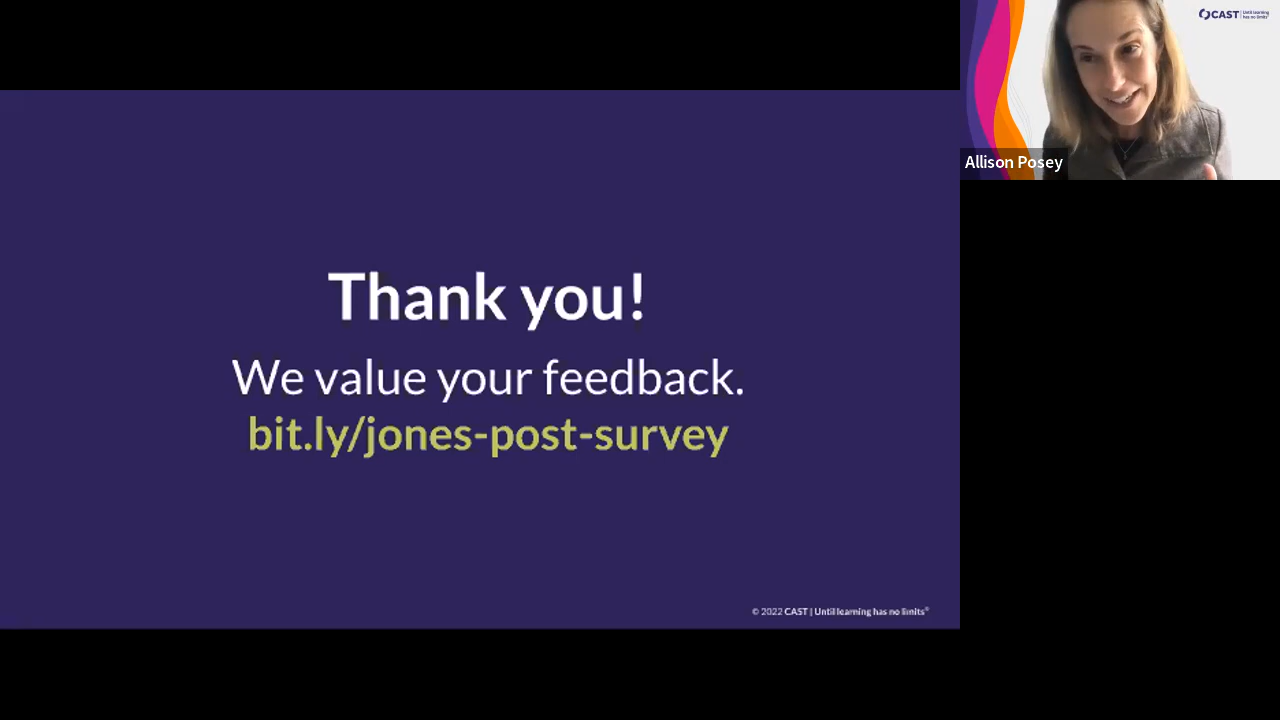 Thank you!
We value your feedback.
bit.ly/jones-post-survey
© 2022 CAST | Until learning has no limits®
CAST | Until learning
has no limits®
Allison Posey